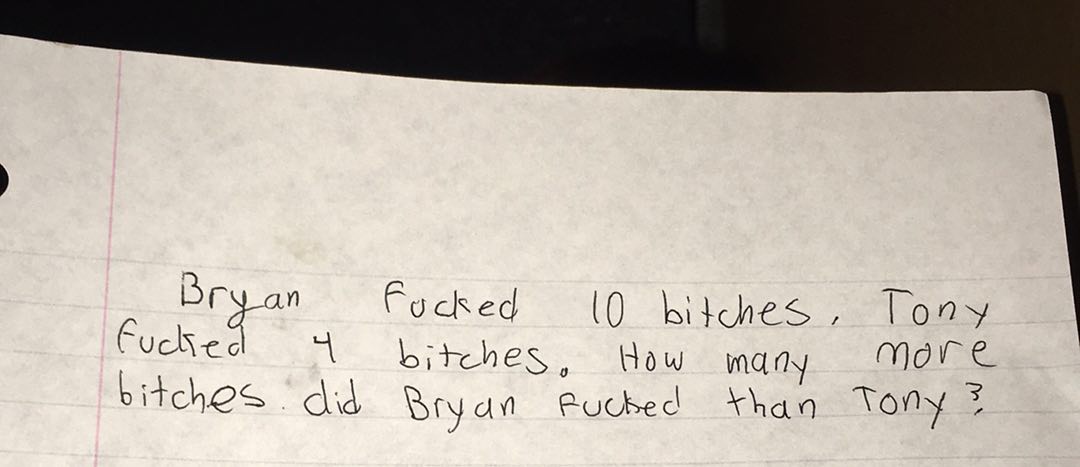 Bryan fucked 10 bitches, Tony
fucked 4 bitches. How many more
bitches did Bryan fucked than Tony?